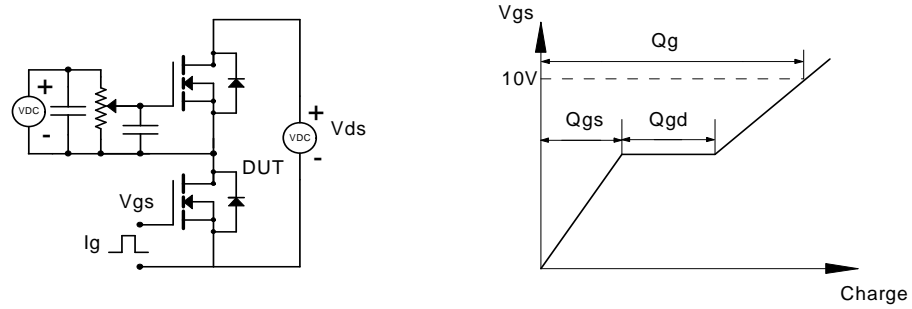 +
VDC
-
DUT
Vgs
Ig
+
VDC
-
Vds
Vgs
Qg
10V
Qgs
Qgd
Charge